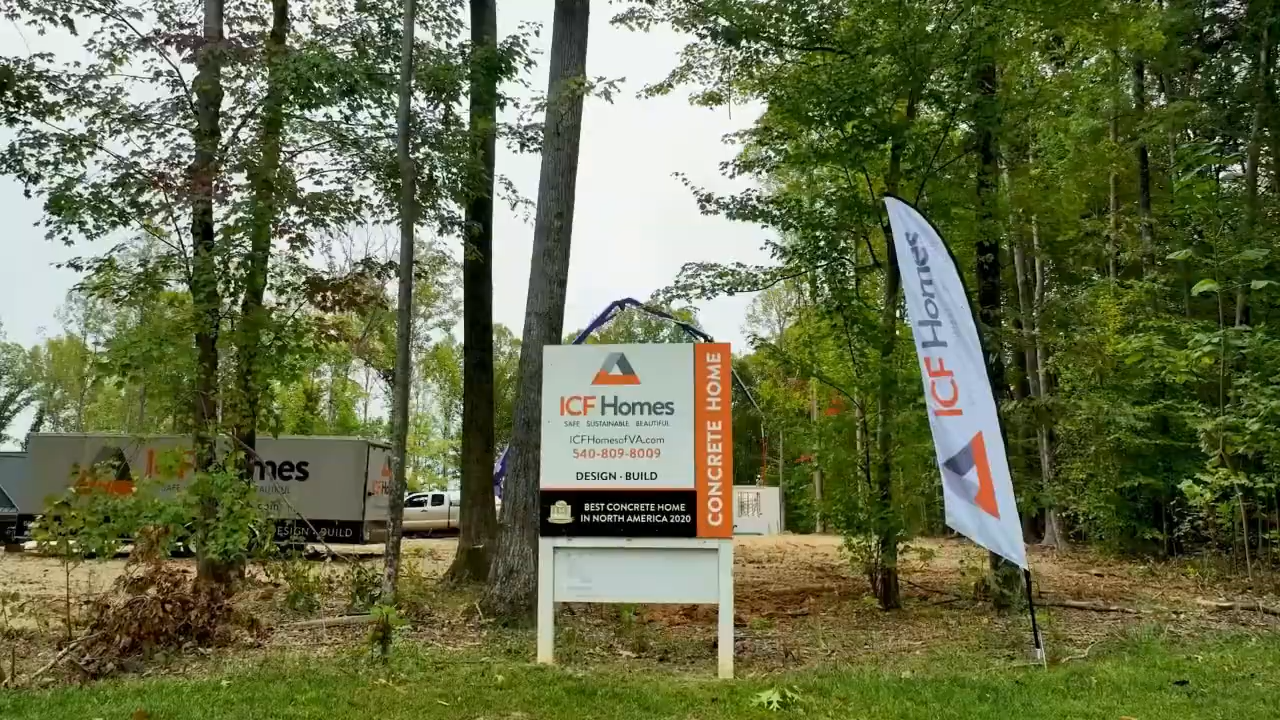 ICF Homes
SAFE SUSTAINABLE BEAUTIFUL
ICFHomesofVA.com
540-809-8009
DESIGN · BUILD
CONCRETE HOME
BEST CONCRETE HOME
IN NORTH AMERICA 2020
ICF Homes
ICF mes
DESIGN · BUILD